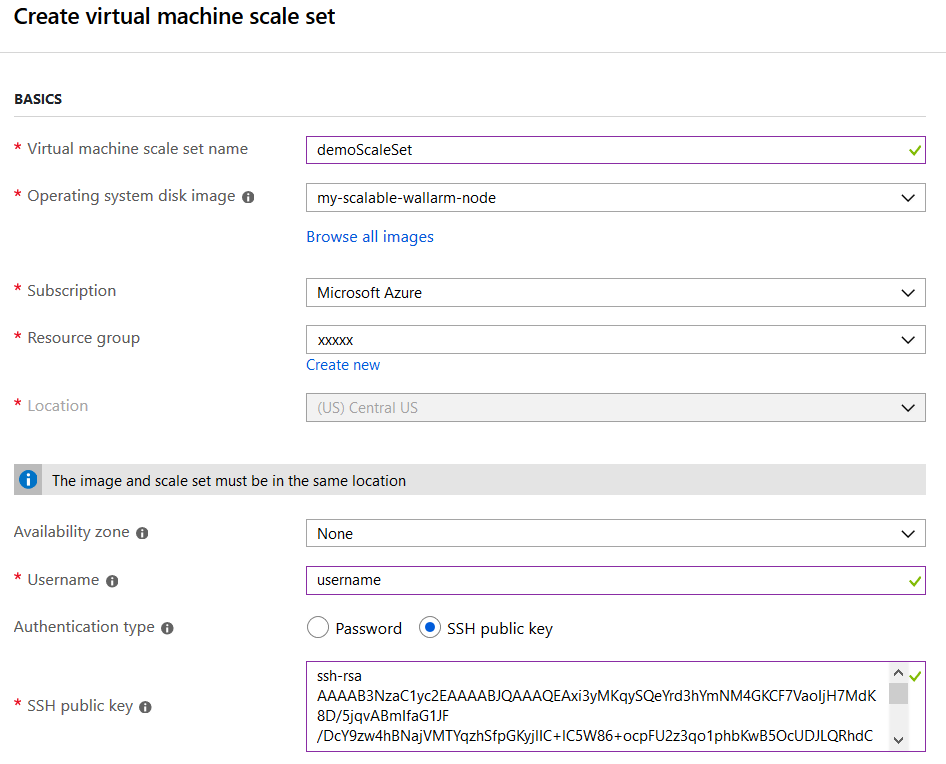 Create virtual machine scale set
BASICS
* Virtual machine scale set name
demoScaleSet
* Operating system disk image
my-scalable-wallarm-node
Browse all images
* Subscription
Microsoft Azure
* Resource group
xxxxx
Create new
* Location
(US) Central US
The image and scale set must be in the same location
Availability zone
None
* Username
username
Authentication type
Password
SSH public key
* SSH public key
ssh-rsa
AAAAB3NzaC1yc2EAAAABJQAAAQEAxi3yMKqySQeYrd3hYmNM4GKCF7VaoIjH7MdK
8D/5jqvABmIfaG1JF
/DcY9zw4hBNajVMTYqzhSfpGKyjIIC+IC5W86+ocpFU2z3qo1phbKwB5OcUDJLQRhdC